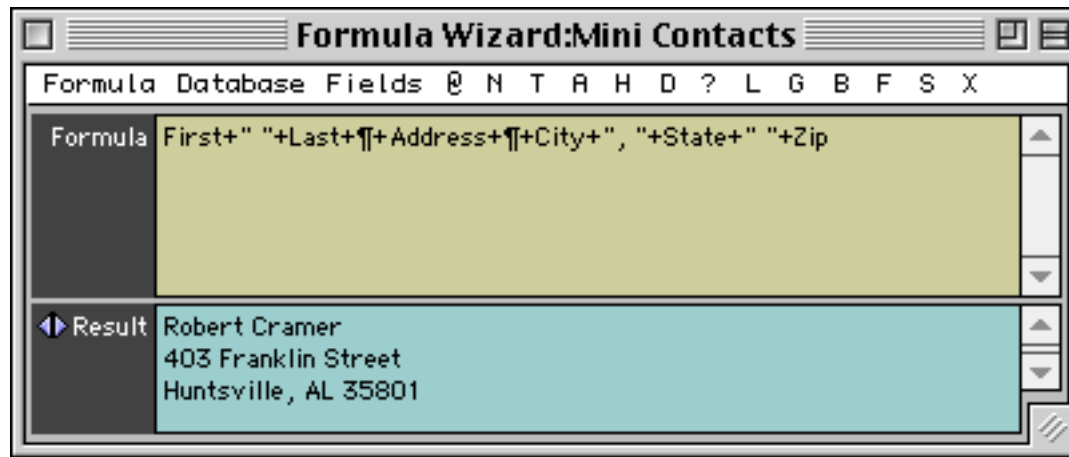 Formula Wizard:Mini Contacts
Formula Database Fields @ N T A H D ? L G B F S X
Formula
First+" "+Last+¶+Address+¶+City+", "+State+" "+Zip
Result
Robert Cramer
403 Franklin Street
Huntsville, AL 35801